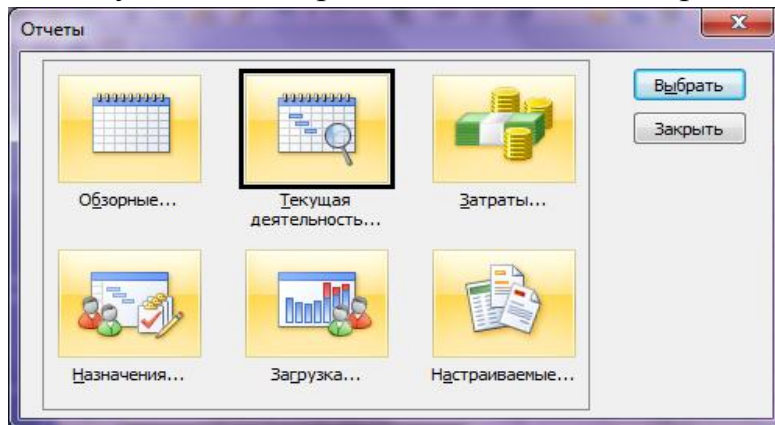 Отчеты
Выбрать
Закрыть
Обзорные...
Текущая
деятельность...
Затраты...
Назначения...
Загрузка...
Настраиваемые...